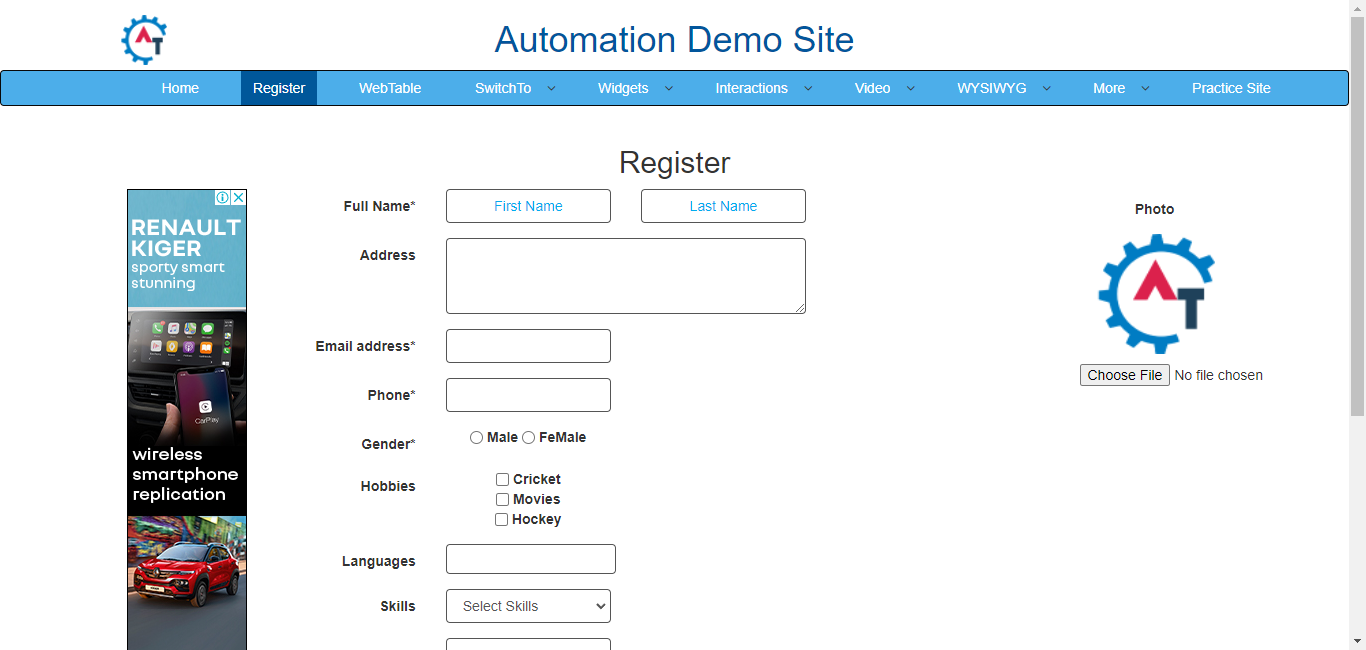 Automation Demo Site
Home Register WebTable SwitchTo Widgets Interactions Video WYSIWYG More Practice Site
Register
RENAULT
KIGER
sporty smart
stunning
CarPlay
wireless
smartphone
replication
Full Name* First Name Last Name
Address
Email address*
Phone*
Gender* Male FeMale
Hobbies
Cricket
Movies
Hockey
Languages
Skills Select Skills
Photo
AT
Choose File No file chosen